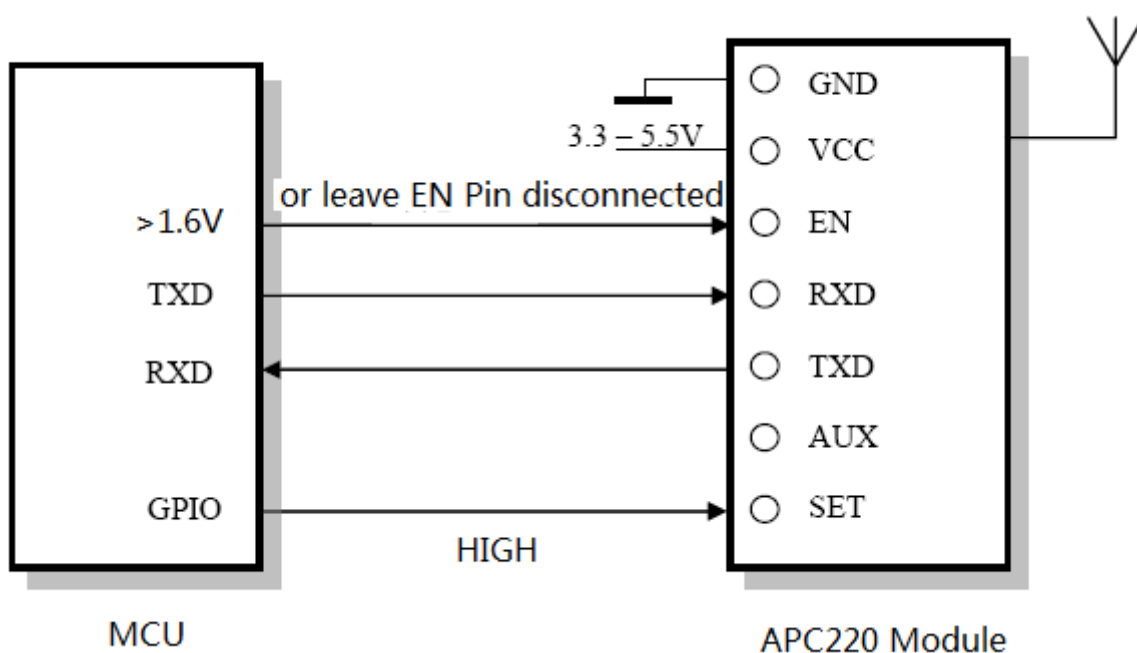 GND
3.3 – 5.5V
VCC
or leave EN Pin disconnected
>1.6V
EN
TXD
RXD
RXD
TXD
AUX
GPIO
SET
HIGH
MCU
APC220 Module